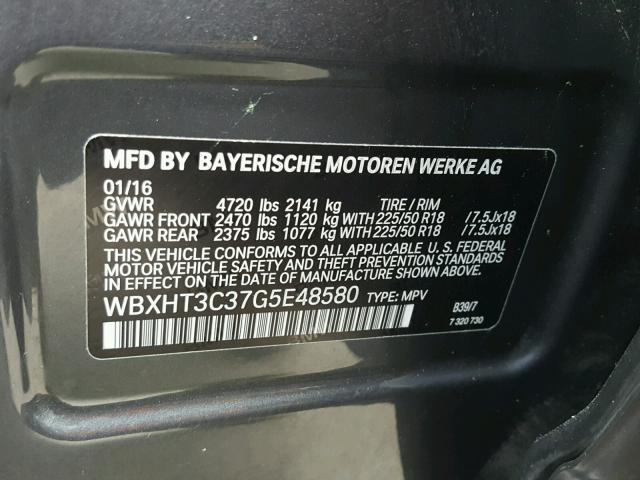 MFD BY BAYERISCHE MOTOREN WERKE AG
01/16
GVWR 4720 lbs 2141 kg TIRE / RIM
GAWR FRONT 2470 lbs 1120 kg WITH 225/50 R18 /7.5Jx18
GAWR REAR 2375 lbs 1077 kg WITH 225/50 R18 /7.5Jx18
THIS VEHICLE CONFORMS TO ALL APPLICABLE U. S. FEDERAL
MOTOR VEHICLE SAFETY, BUMPER, AND THEFT PREVENTION STANDARDS
IN EFFECT ON THE DATE OF MANUFACTURE SHOWN ABOVE.
WBXHT3C37G5E48580 TYPE: MPV B39/7
7 320 730